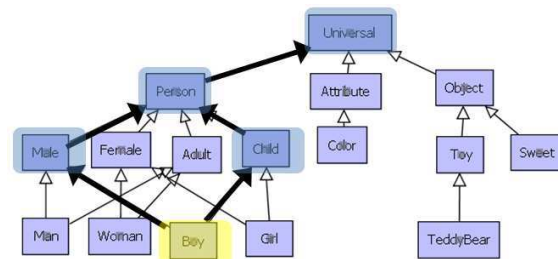 Universal
Person
Attribute
Object
Male
Female
Adult
Child
Color
Toy
Sweet
Man
Woman
Boy
Girl
TeddyBear